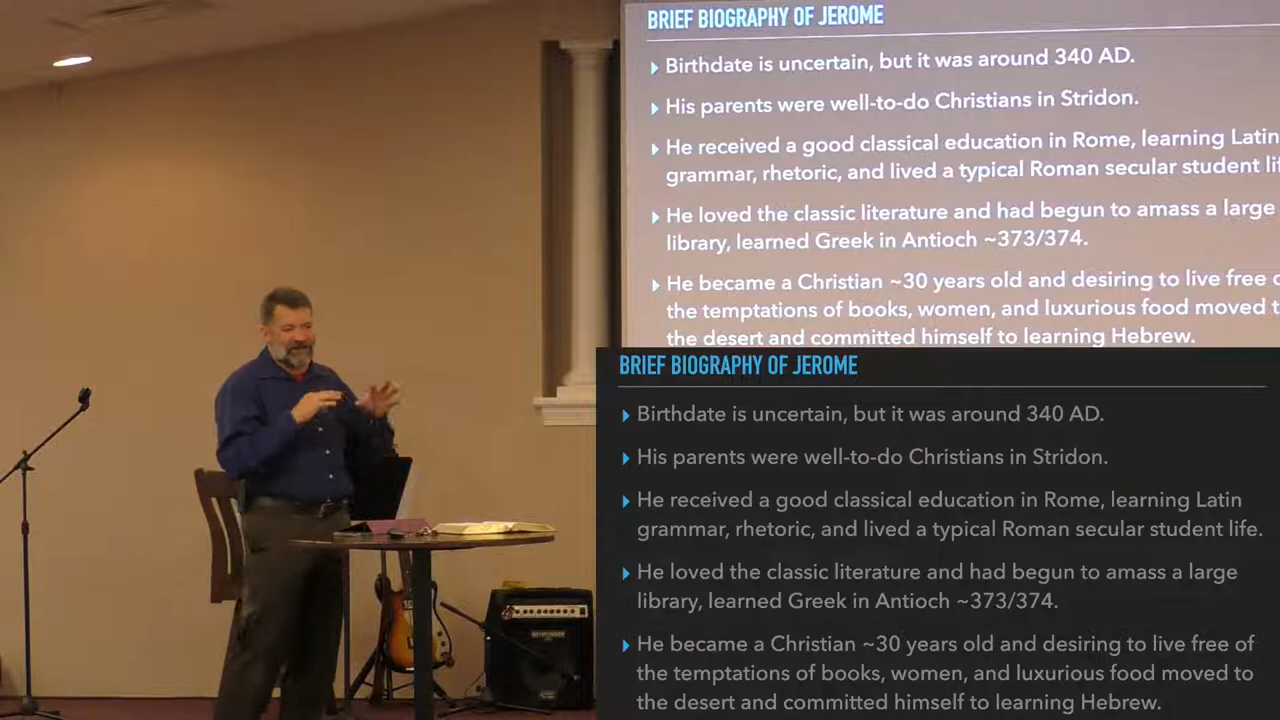 BRIEF BIOGRAPHY OF JEROME
Birthdate is uncertain, but it was around 340 AD.
His parents were well-to-do Christians in Stridon.
He received a good classical education in Rome, learning Latin
grammar, rhetoric, and lived a typical Roman secular student lif
He loved the classic literature and had begun to amass a large
library, learned Greek in Antioch ~373/374.
He became a Christian ~30 years old and desiring to live free o
the temptations of books, women, and luxurious food moved t
the desert and committed himself to learning Hebrew.
BRIEF BIOGRAPHY OF JEROME
Birthdate is uncertain, but it was around 340 AD.
His parents were well-to-do Christians in Stridon.
He received a good classical education in Rome, learning Latin
grammar, rhetoric, and lived a typical Roman secular student life.
He loved the classic literature and had begun to amass a large
library, learned Greek in Antioch ~373/374.
He became a Christian ~30 years old and desiring to live free of
the temptations of books, women, and luxurious food moved to
the desert and committed himself to learning Hebrew.
BEHRINGER